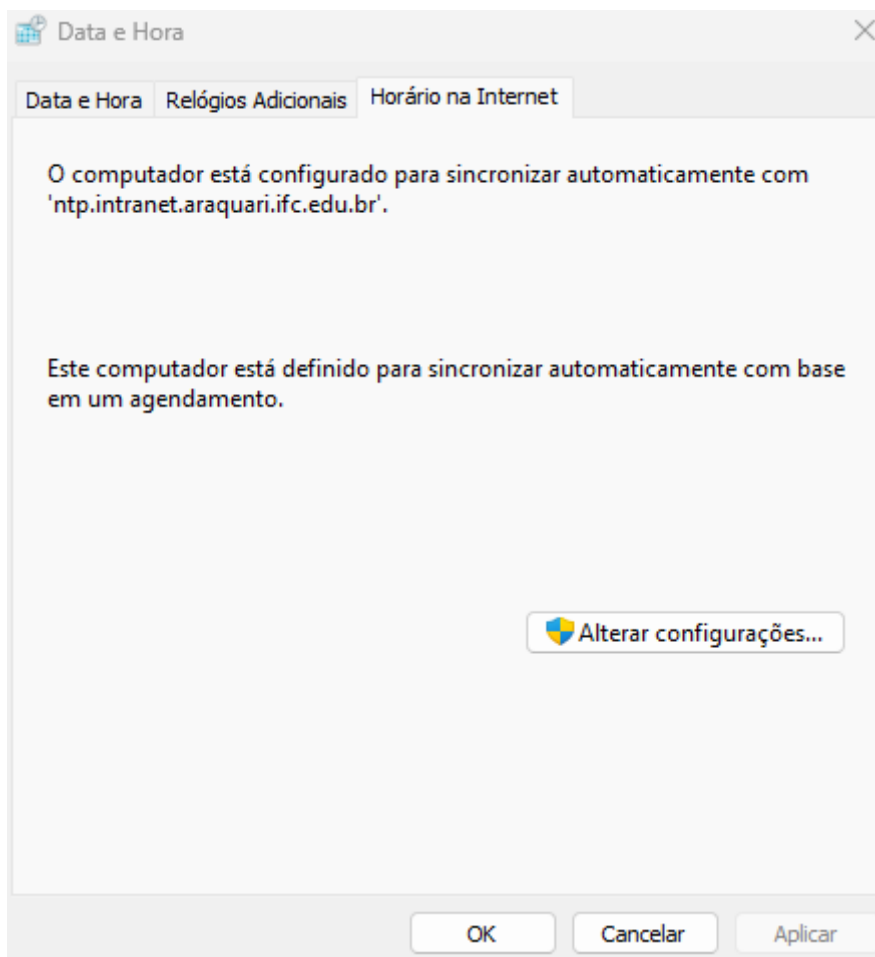 Data e Hora
Data e Hora Relógios Adicionais Horário na Internet
O computador está configurado para sincronizar automaticamente com
'ntp.intranet.araquari.ifc.edu.br'.
Este computador está definido para sincronizar automaticamente com base
em um agendamento.
Alterar configurações...
OK Cancelar Aplicar